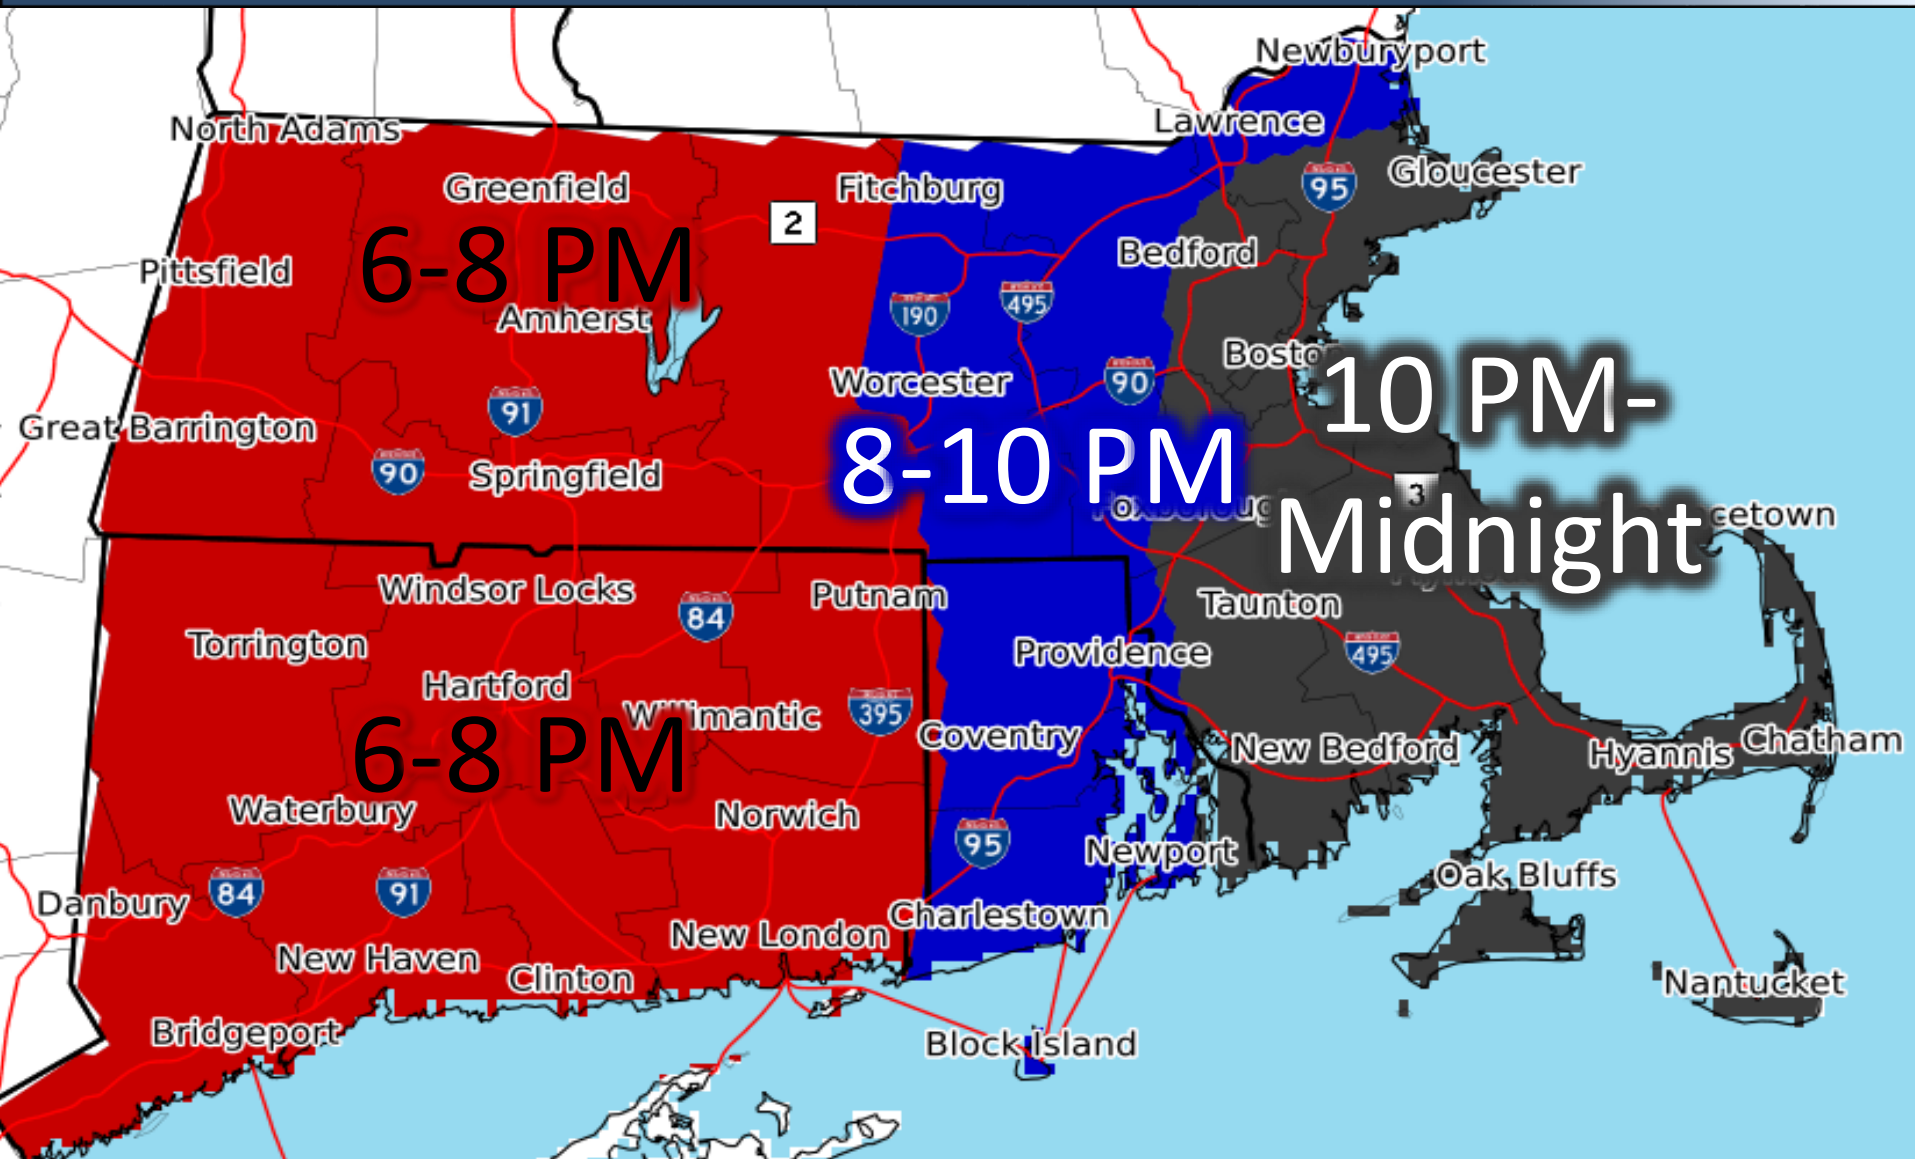 Newburyport
North Adams
Lawrence
95
Gloucester
Greenfield
Fitchburg
2
6-8 PM
Bedford
Pittsfield
190
495
Amherst
Boston
10 PM-
Worcester
90
91
Great Barrington
8-10 PM
90
Springfield
3
Midnight
Windsor Locks
Putnam
84
Taunton
Torrington
Providence
495
Hartford
Willimantic
395
6-8 PM
Coventry
New Bedford
Hyannis
Chatham
Waterbury
Norwich
95
Newport
Oak Bluffs
84
91
Danbury
Charlestown
New London
New Haven
Clinton
Nantucket
Bridgeport
Block Island